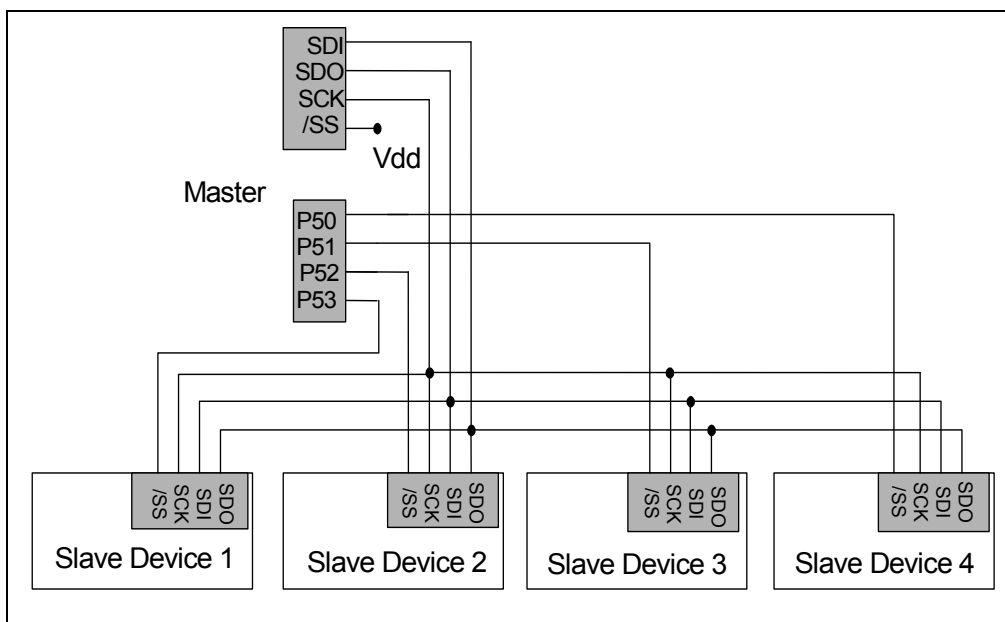 SDI
SDO
SCK
/SS
Vdd
Master
P50
P51
P52
P53
/SS
SCK
SDI
SDO
Slave Device 1
/SS
SCK
SDI
SDO
Slave Device 2
/SS
SCK
SDI
SDO
Slave Device 3
/SS
SCK
SDI
SDO
Slave Device 4